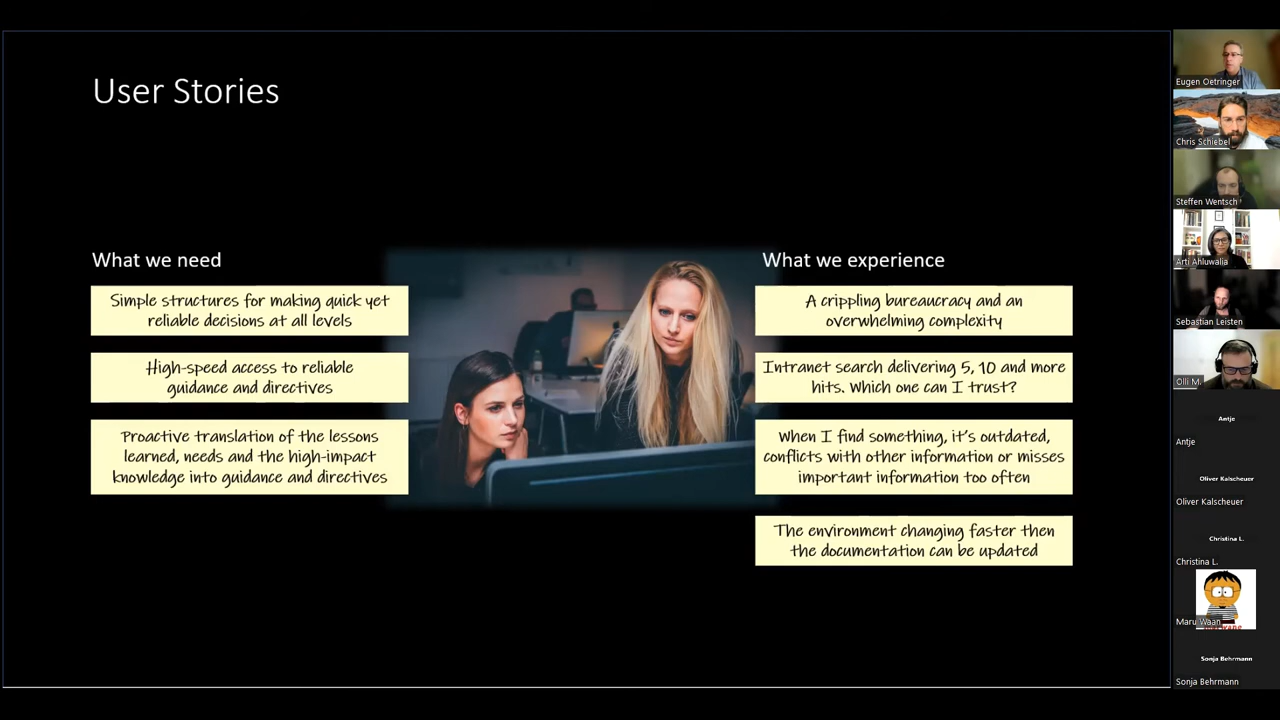 User Stories
What we need
Simple structures for making quick yet
reliable decisions at all levels
High-speed access to reliable
guidance and directives
Proactive translation of the lessons
learned, needs and the high-impact
knowledge into guidance and directives
What we experience
A crippling bureaucracy and an
overwhelming complexity
Intranet search delivering 5, 10 and more
hits. Which one can I trust?
When I find something, it's outdated,
conflicts with other information or misses
important information too often
The environment changing faster then
the documentation can be updated
Eugen Oetringer
Chris Schiebel
Steffen Wentsch
Arti Ahluwalia
Sebastian Leisten
Olli M.
Antje
Antje
Oliver Kalscheuer
Oliver Kalscheuer
Christina L.
Christina L.
Maru Waan
Sonja Behrmann
Sonja Behrmann